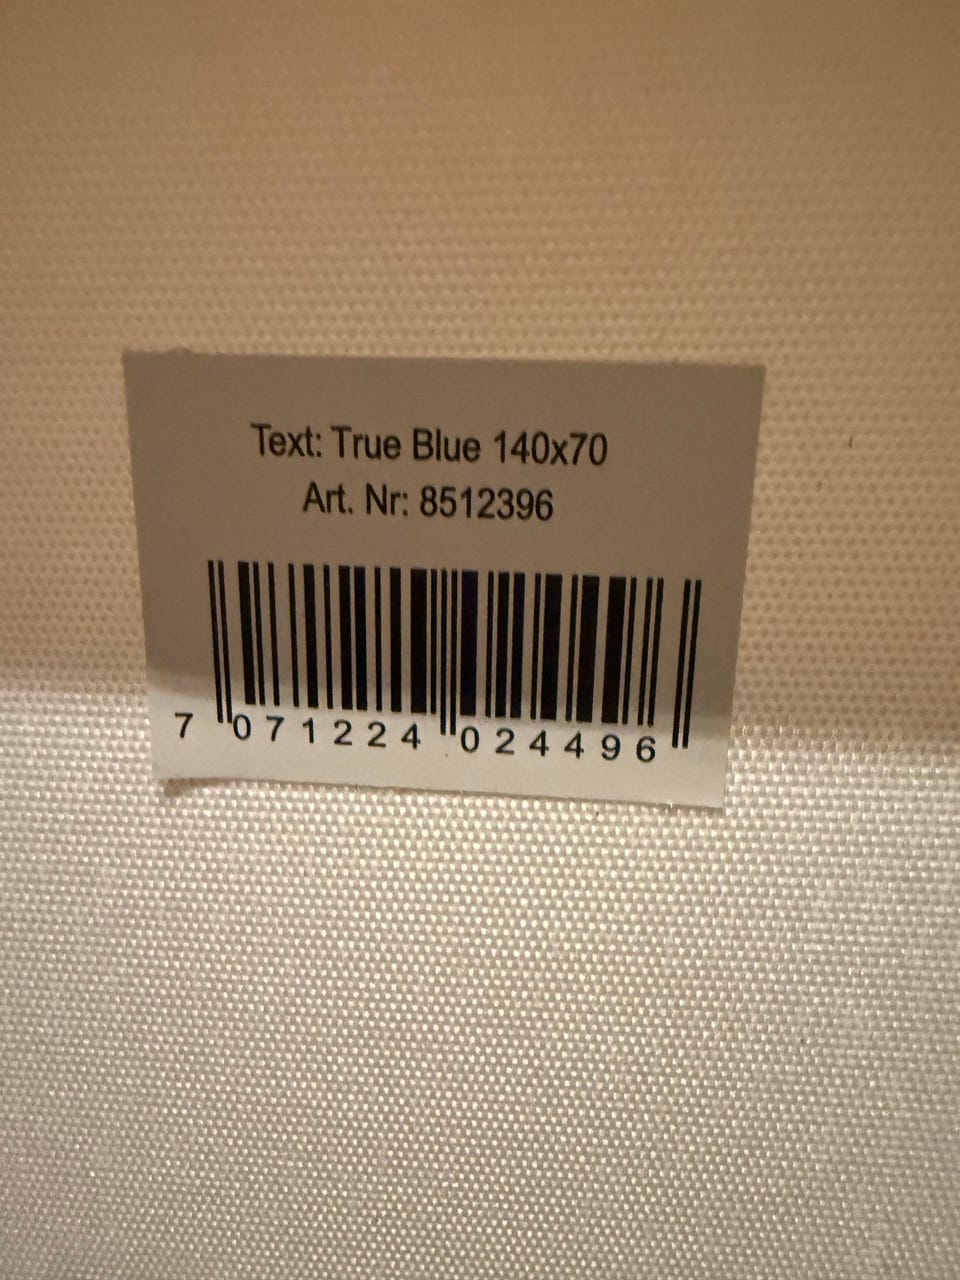 Text: True Blue 140x70
Art. Nr: 8512396
7 071224 024496